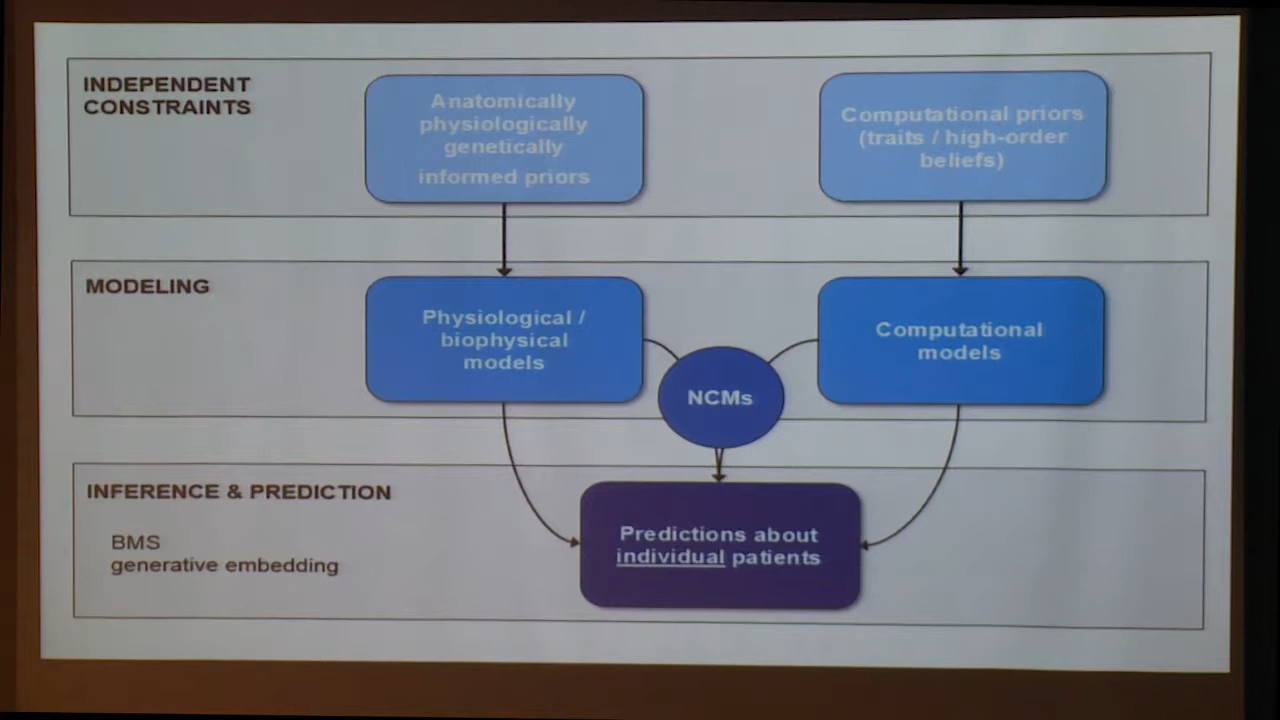 INDEPENDENT
CONSTRAINTS
Anatomically
physiologically
genetically
informed priors
Computational priors
(traits / high-order
beliefs)
MODELING
Physiological /
biophysical
models
NCMs
Computational
models
INFERENCE & PREDICTION
BMS
generative embedding
Predictions about
individual patients